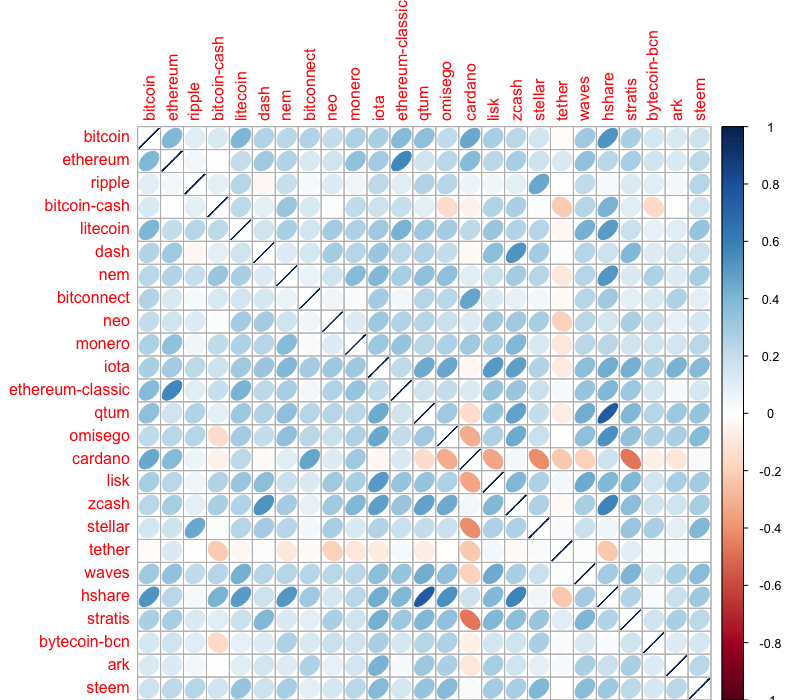 bitcoin
ethereum
ripple
bitcoin-cash
litecoin
dash
nem
bitconnect
neo
monero
iota
ethereum-classic
qtum
omisego
cardano
lisk
zcash
stellar
tether
waves
hshare
stratis
bytecoin-bcn
ark
steem
bitcoin
ethereum
ripple
bitcoin-cash
litecoin
dash
nem
bitconnect
neo
monero
iota
ethereum-classic
qtum
omisego
cardano
lisk
zcash
stellar
tether
waves
hshare
stratis
bytecoin-bcn
ark
steem
1
0.8
0.6
0.4
0.2
0
-0.2
-0.4
-0.6
-0.8
-1